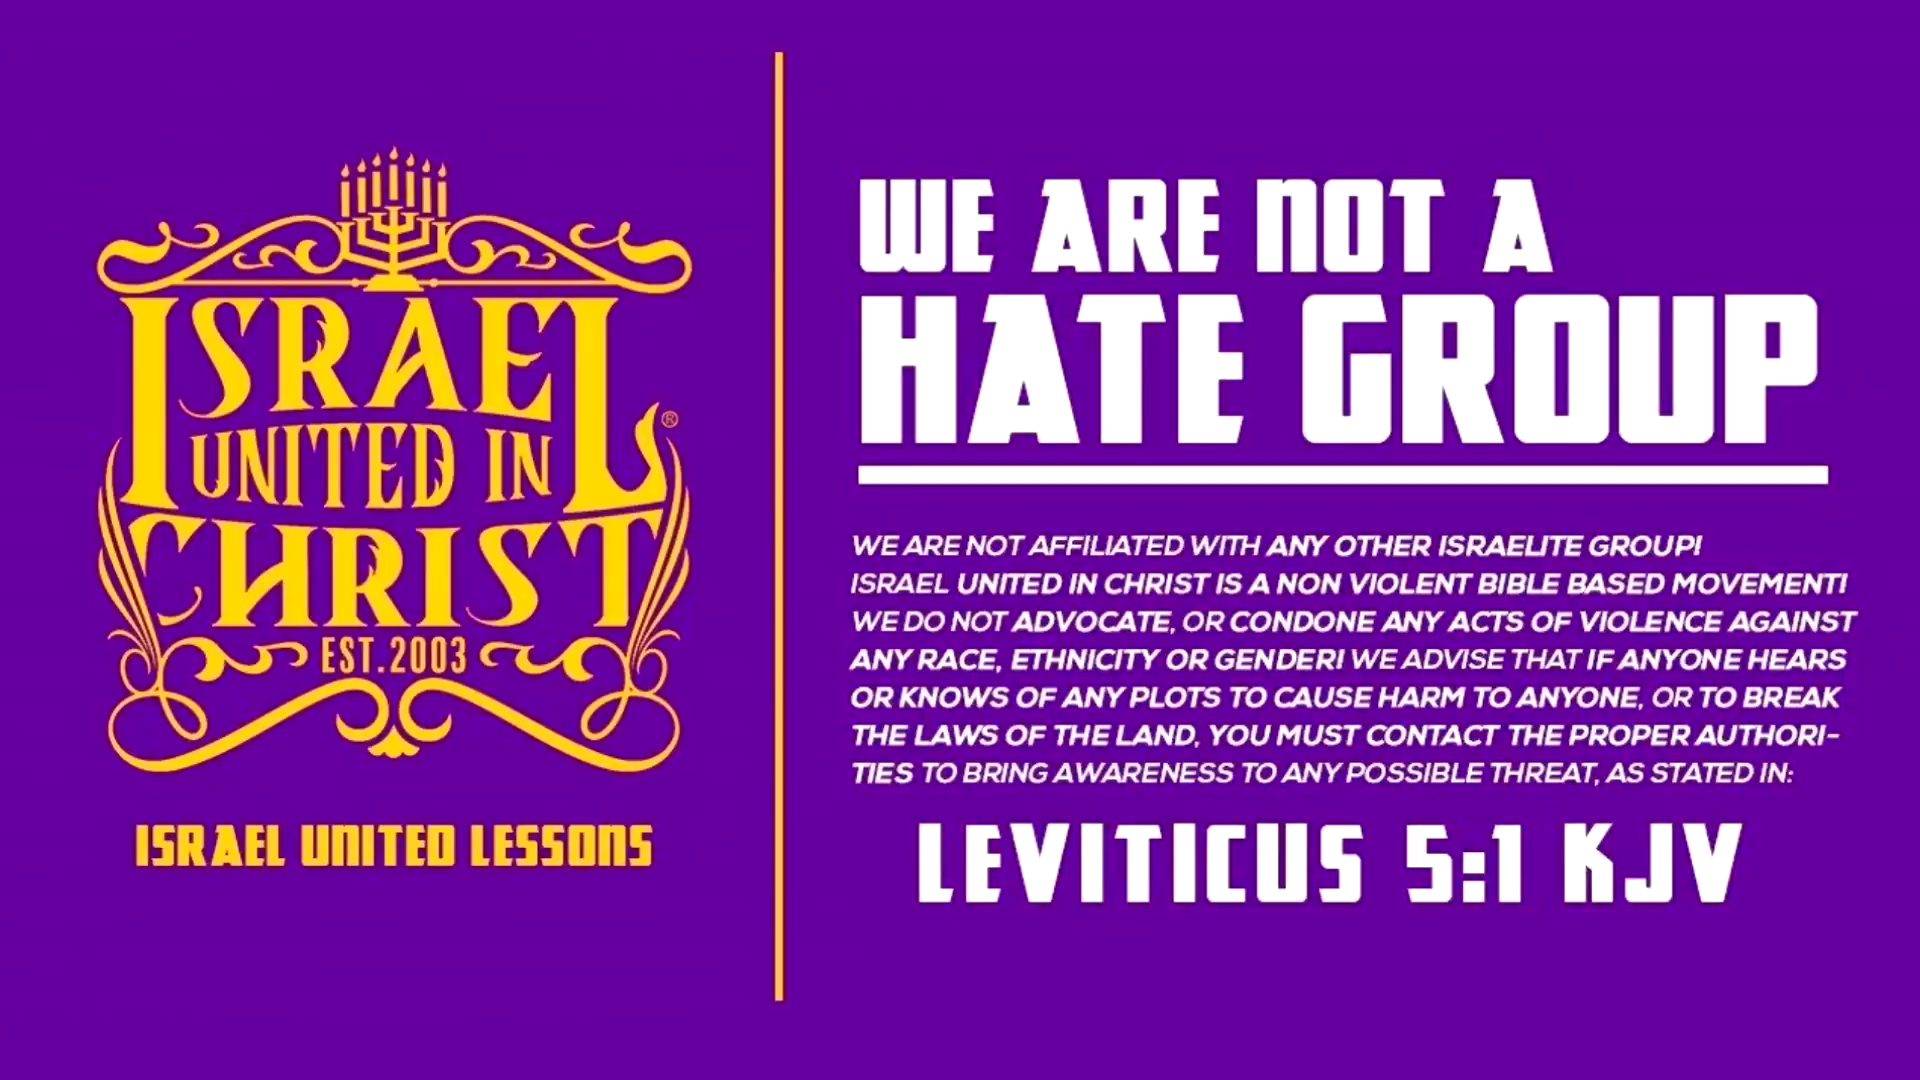 ISRAEL
UNITED IN
CHRIST
®
EST.2003
ISRAEL UNITED LESSONS
WE ARE NOT A
HATE GROUP
WE ARE NOT AFFILIATED WITH ANY OTHER ISRAELITE GROUP!
ISRAEL UNITED IN CHRIST IS A NON VIOLENT BIBLE BASED MOVEMENT!
WE DO NOT ADVOCATE, OR CONDONE ANY ACTS OF VIOLENCE AGAINST
ANY RACE, ETHNICITY OR GENDER! WE ADVISE THAT IF ANYONE HEARS
OR KNOWS OF ANY PLOTS TO CAUSE HARM TO ANYONE, OR TO BREAK
THE LAWS OF THE LAND, YOU MUST CONTACT THE PROPER AUTHORI-
TIES TO BRING AWARENESS TO ANY POSSIBLE THREAT, AS STATED IN:
LEVITICUS 5:1 KJV